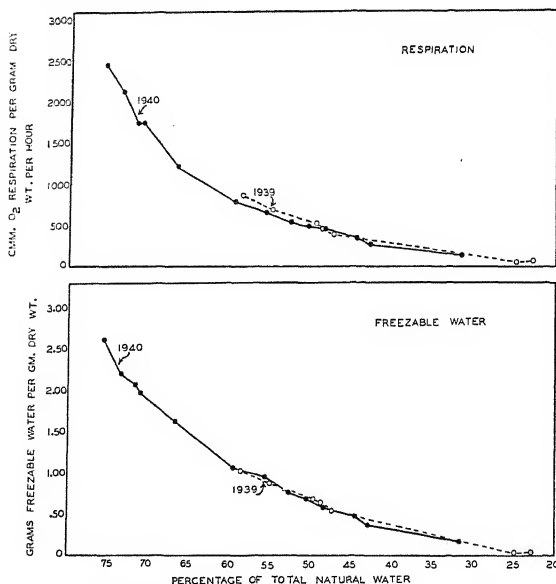 3000
2500
2000
1500
1000
500
0
CMM. O2 RESPIRATION PER GRAM DRY
WT. PER HOUR
RESPIRATION
1940
1939
3.00
2.50
2.00
1.50
1.00
.50
0
GRAMS FREEZABLE WATER PER GM. DRY WT.
FREEZABLE WATER
1940
1939
75 70 65 60 55 50 45 40 35 30 25 20
PERCENTAGE OF TOTAL NATURAL WATER